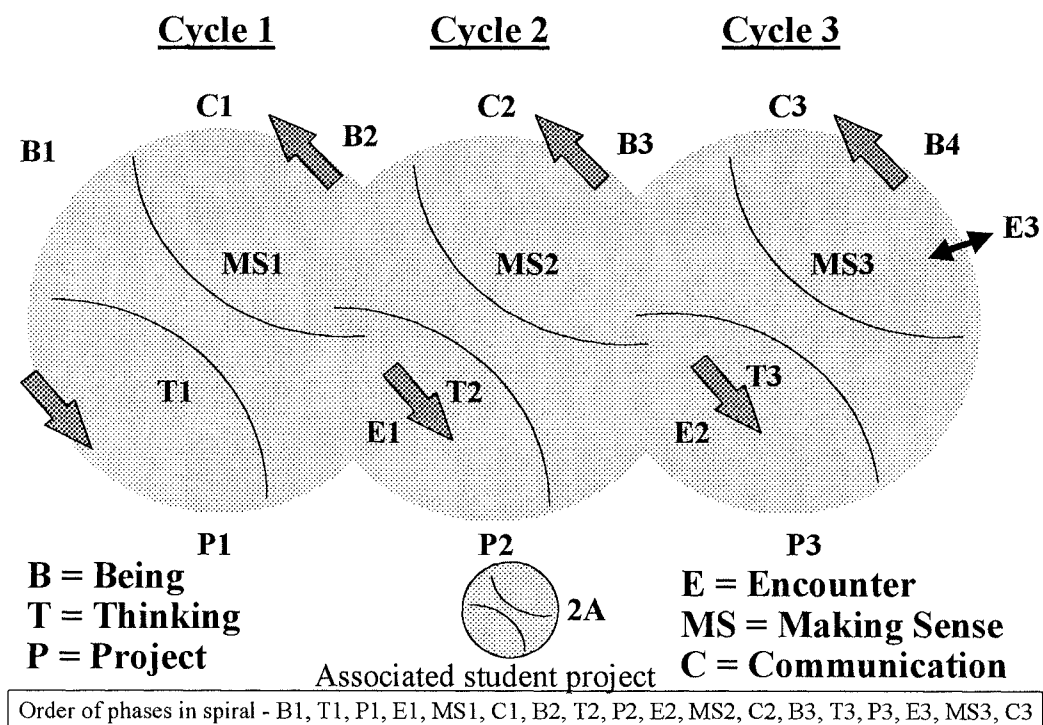 Cycle 1
Cycle 2
Cycle 3
C1
C2
C3
B1
B2
B3
B4
E3
MS1
MS2
MS3
T1
T2
T3
E1
E2
P1
P2
P3
B = Being
T = Thinking
P = Project
2A
Associated student project
E = Encounter
MS = Making Sense
C = Communication
Order of phases in spiral - B1, T1, P1, E1, MS1, C1, B2, T2, P2, E2, MS2, C2, B3, T3, P3, E3, MS3, C3